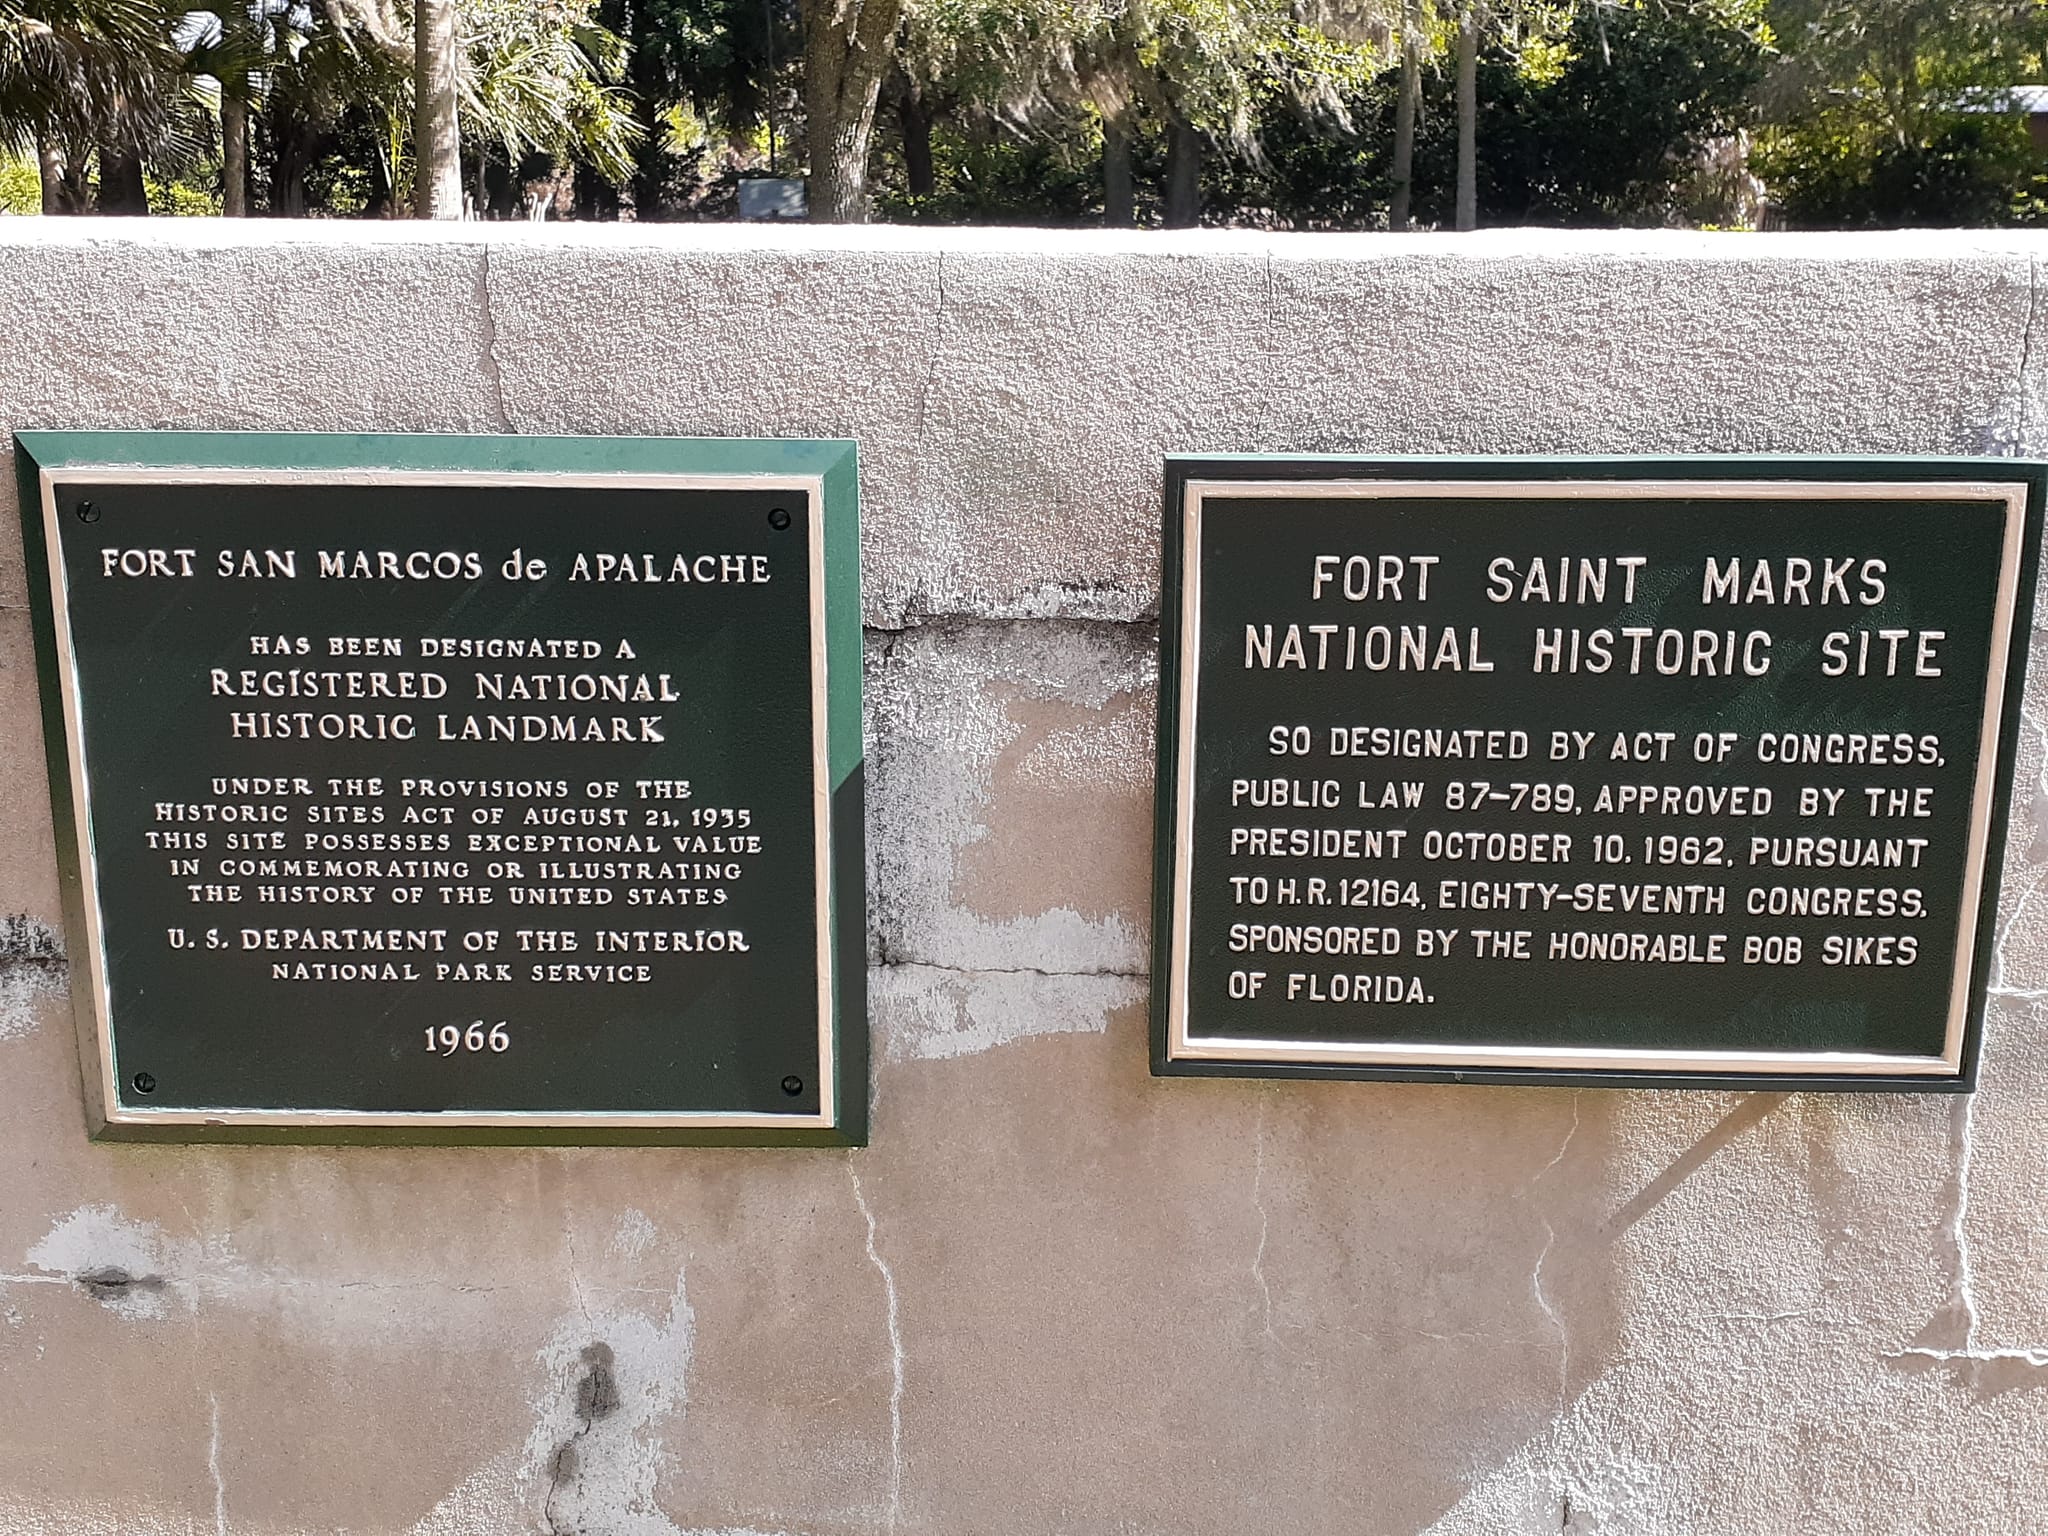 FORT SAN MARCOS de APALACHE
HAS BEEN DESIGNATED A
REGISTERED NATIONAL
HISTORIC LANDMARK
UNDER THE PROVISIONS OF THE
HISTORIC SITES ACT OF AUGUST 21, 1935
THIS SITE POSSESSES EXCEPTIONAL VALUE
IN COMMEMORATING OR ILLUSTRATING
THE HISTORY OF THE UNITED STATES
U. S. DEPARTMENT OF THE INTERIOR
NATIONAL PARK SERVICE
1966
FORT SAINT MARKS
NATIONAL HISTORIC SITE
SO DESIGNATED BY ACT OF CONGRESS,
PUBLIC LAW 87-789, APPROVED BY THE
PRESIDENT OCTOBER 10, 1962, PURSUANT
TO H.R. 12164, EIGHTY-SEVENTH CONGRESS,
SPONSORED BY THE HONORABLE BOB SIKES
OF FLORIDA.